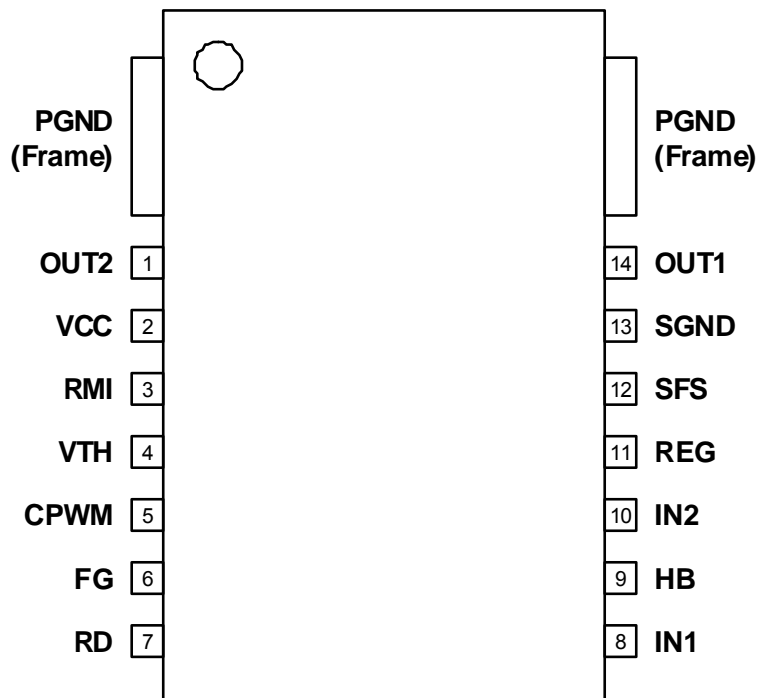 PGND
(Frame)
PGND
(Frame)
OUT2 1
14 OUT1
VCC 2
13 SGND
RMI 3
12 SFS
VTH 4
11 REG
CPWM 5
10 IN2
FG 6
9 HB
RD 7
8 IN1